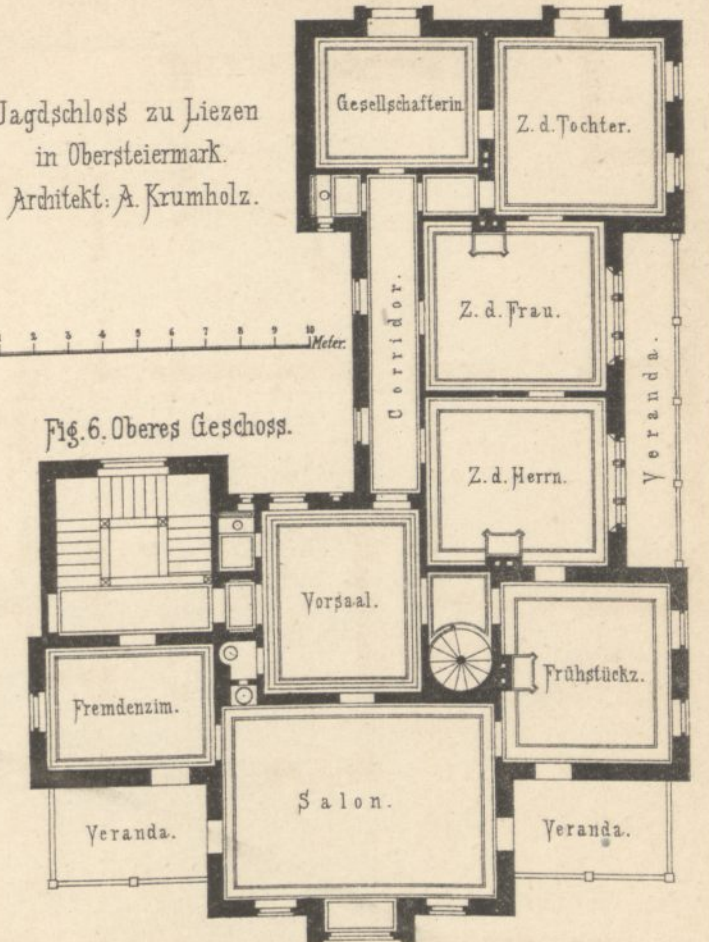 Jagdschloss zu Liezen
in Obersteiermark.
Architekt: A. Krumholz.
1 2 3 4 5 6 7 8 9 10 Meter.
Fig. 6. Oberes Geschoss.
Gesellschafterin
Z. d. Tochter.
Corridor.
Z. d. Frau.
Veranda.
Z. d. Herrn.
Vorsaal.
Frühstückz.
Fremdenzim.
Salon.
Veranda.
Veranda.